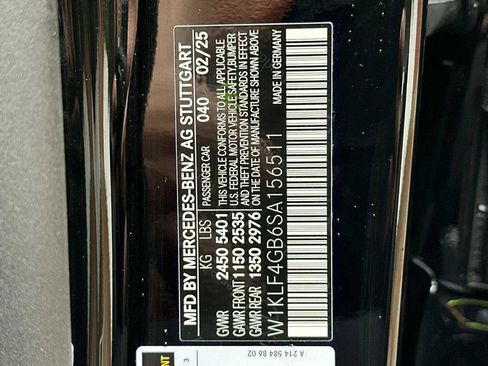 MFD BY MERCEDES-BENZ AG STUTTGART
PASSENGER CAR 040 02/25
KG LBS
GVWR 2450 5401
GAWR FRONT 1150 2535
GAWR REAR 1350 2976
THIS VEHICLE CONFORMS TO ALL APPLICABLE
U.S. FEDERAL MOTOR VEHICLE SAFETY, BUMPER
AND THEFT PREVENTION STANDARDS IN EFFECT
ON THE DATE OF MANUFACTURE SHOWN ABOVE
MADE IN GERMANY
W1KLF4GB6SA156511
A 214 584 86 02